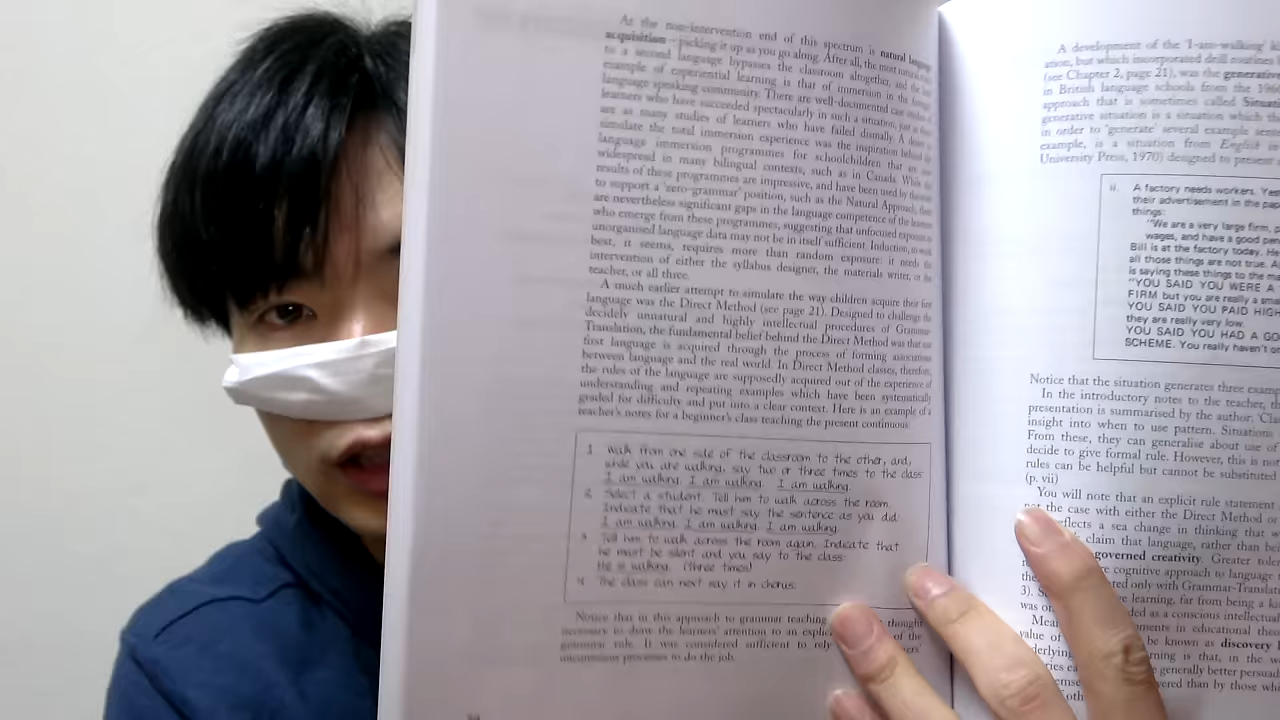 At the non-intervention end of this spectrum is natural language
acquisition – picking it up as you go along. After all, the most natural
to a second language bypasses the classroom altogether, and the best
example of experiential learning is that of immersion in the foreign
language speaking community. There are well-documented case studies of
learners who have succeeded spectacularly in such a situation, just as there
are as many studies of learners who have failed dismally. A desire to
simulate the total immersion experience was the inspiration behind the
language immersion programmes for schoolchildren that are now
widespread in many bilingual contexts, such as in Canada. While the
results of these programmes are impressive, and have been used by
to support a 'zero-grammar' position, such as the Natural Approach, there
are nevertheless significant gaps in the language competence of the learners
who emerge from these programmes, suggesting that unfocused exposure to
unorganised language data may not be in itself sufficient. Induction, to work
best, it seems, requires more than random exposure: it needs the
intervention of either the syllabus designer, the materials writer, or the
teacher, or all three.
A much earlier attempt to simulate the way children acquire their first
language was the Direct Method (see page 21). Designed to challenge the
decidely unnatural and highly intellectual procedures of Grammar-
Translation, the fundamental belief behind the Direct Method was that our
first language is acquired through the process of forming associations
between language and the real world. In Direct Method classes, therefore,
the rules of the language are supposedly acquired out of the experience of
understanding and repeating examples which have been systematically
graded for difficulty and put into a clear context. Here is an example of a
teacher's notes for a beginner's class teaching the present continuous:
1. Walk from one side of the classroom to the other, and,
while you are walking, say two or three times to the class:
I am walking. I am walking. I am walking.
2. Select a student. Tell him to walk across the room.
Indicate that he must say the sentence as you did:
I am walking. I am walking. I am walking.
3. Tell him to walk across the room again. Indicate that
he must be silent and you say to the class:
He is walking. (three times)
4. The class can next say it in chorus.
Notice that in this approach to grammar teaching thought
necessary to draw the learners' attention to an explic of the
grammar rule. It was considered sufficient to rely ners'
unconscious processes to do the job.
A development of the 'I-am-walking' k
ation, but which incorporated drill routines
(see Chapter 2, page 21), was the generative
in British language schools from the 196
approach that is sometimes called Situa
generative situation is a situation which th
in order to 'generate' several example sen
example, is a situation from English in
University Press, 1970) designed to present
ii. A factory needs workers. Yes
their advertisement in the pap
things:
"We are a very large firm, p
wages, and have a good pen
Bill is at the factory today. He
all those things are not true. A
is saying these things to the m
"YOU SAID YOU WERE A
FIRM but you are really a sma
YOU SAID YOU PAID HIGH
they are really very low.
YOU SAID YOU HAD A GO
SCHEME. You really haven't o
Notice that the situation generates three exam
In the introductory notes to the teacher, th
presentation is summarised by the author: 'Cla
insight into when to use pattern. Situations
From these, they can generalise about use of
decide to give formal rule. However, this is no
rules can be helpful but cannot be substituted
(p. vii)
You will note that an explicit rule statement
not the case with either the Direct Method or
eflects a sea change in thinking that w
claim that language, rather than bei
governed creativity. Greater toler
e cognitive approach to language
the ted only with Grammar-Translat
3). S e learning, far from being a k
was o ded as a conscious intellectua
Mean ments in educational the
value of be known as discovery l
derlying rning is that, in the w
ries ea generally better persuad
emse vered than by those wh
oth